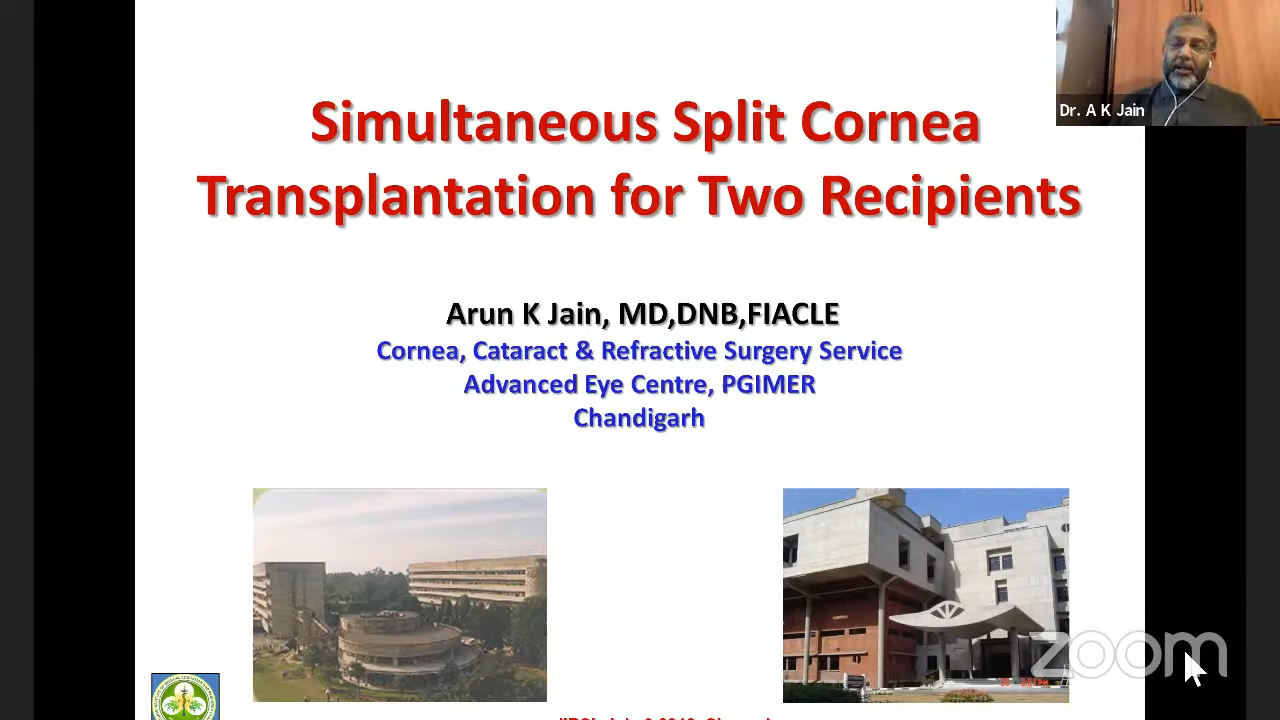 Simultaneous Split Cornea
Transplantation for Two Recipients
Dr. A K Jain
Arun K Jain, MD,DNB,FIACLE
Cornea, Cataract & Refractive Surgery Service
Advanced Eye Centre, PGIMER
Chandigarh
zoom